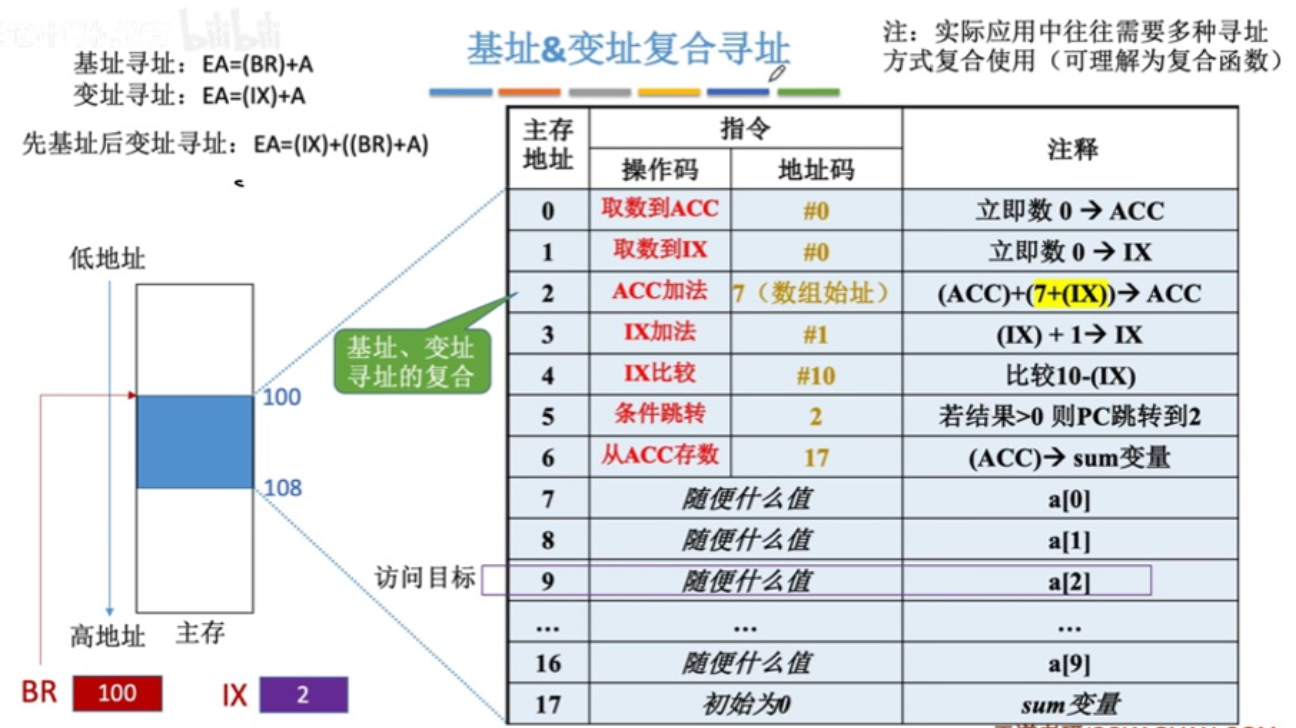 bilibili
基址寻址：EA=(BR)+A
变址寻址：EA=(IX)+A
先基址后变址寻址：EA=(IX)+((BR)+A)
基址&变址复合寻址
注：实际应用中往往需要多种寻址
方式复合使用（可理解为复合函数）
低地址
100
108
高地址 主存
BR 100 IX 2
基址、变址
寻址的复合
访问目标
主存地址 指令 注释
操作码 地址码
0 取数到ACC #0 立即数 0 → ACC
1 取数到IX #0 立即数 0 → IX
2 ACC加法 7（数组始址） (ACC)+(7+(IX))→ ACC
3 IX加法 #1 (IX) + 1→ IX
4 IX比较 #10 比较10-(IX)
5 条件跳转 2 若结果>0 则PC跳转到2
6 从ACC存数 17 (ACC)→ sum变量
7 随便什么值 a[0]
8 随便什么值 a[1]
9 随便什么值 a[2]
... ... ...
16 随便什么值 a[9]
17 初始为0 sum变量